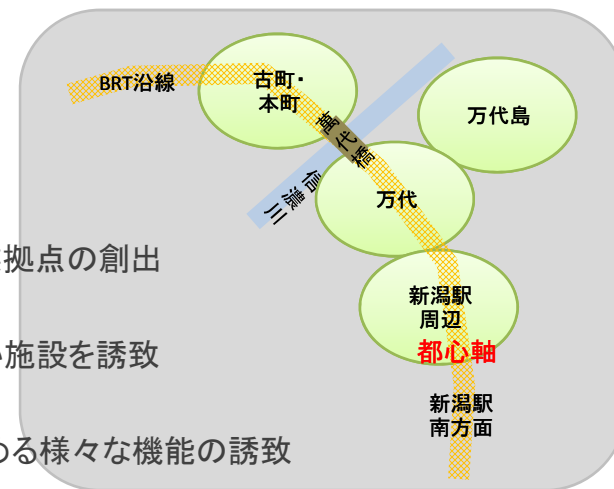 BRT沿線
古町・
本町
萬代橋
信濃川
万代島
万代
拠点の創出
新潟駅
周辺
都心軸
施設を誘致
新潟駅
南方面
る様々な機能の誘致